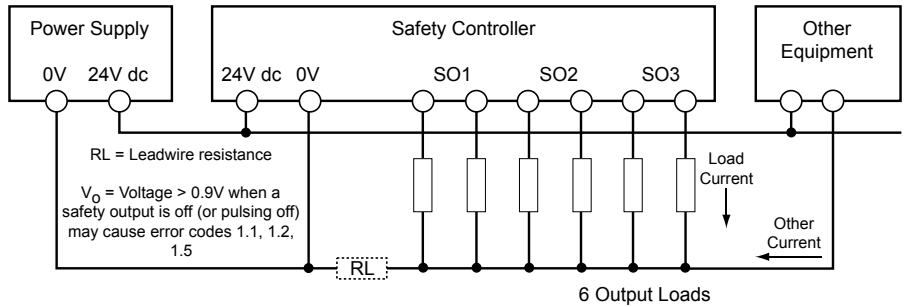 Power Supply
Safety Controller
Other
Equipment
0V
24V dc
24V dc
0V
SO1
SO2
SO3
RL = Leadwire resistance
VO = Voltage > 0.9V when a
safety output is off (or pulsing off)
may cause error codes 1.1, 1.2,
1.5
Load
Current
Other
Current
RL
6 Output Loads